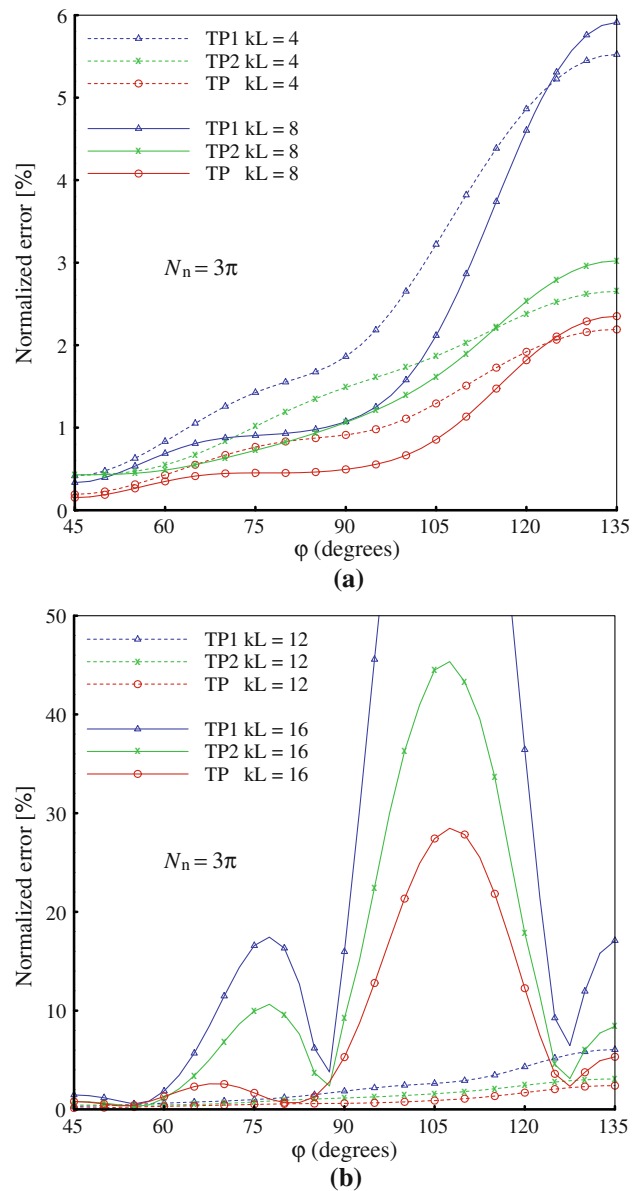 6
5
4
3
2
1
0
Normalized error [%]
TP1 kL = 4
TP2 kL = 4
TP kL = 4
TP1 kL = 8
TP2 kL = 8
TP kL = 8
Nn = 3π
45 60 75 90 105 120 135
φ (degrees)
(a)
50
40
30
20
10
0
Normalized error [%]
TP1 kL = 12
TP2 kL = 12
TP kL = 12
TP1 kL = 16
TP2 kL = 16
TP kL = 16
Nn = 3π
45 60 75 90 105 120 135
φ (degrees)
(b)